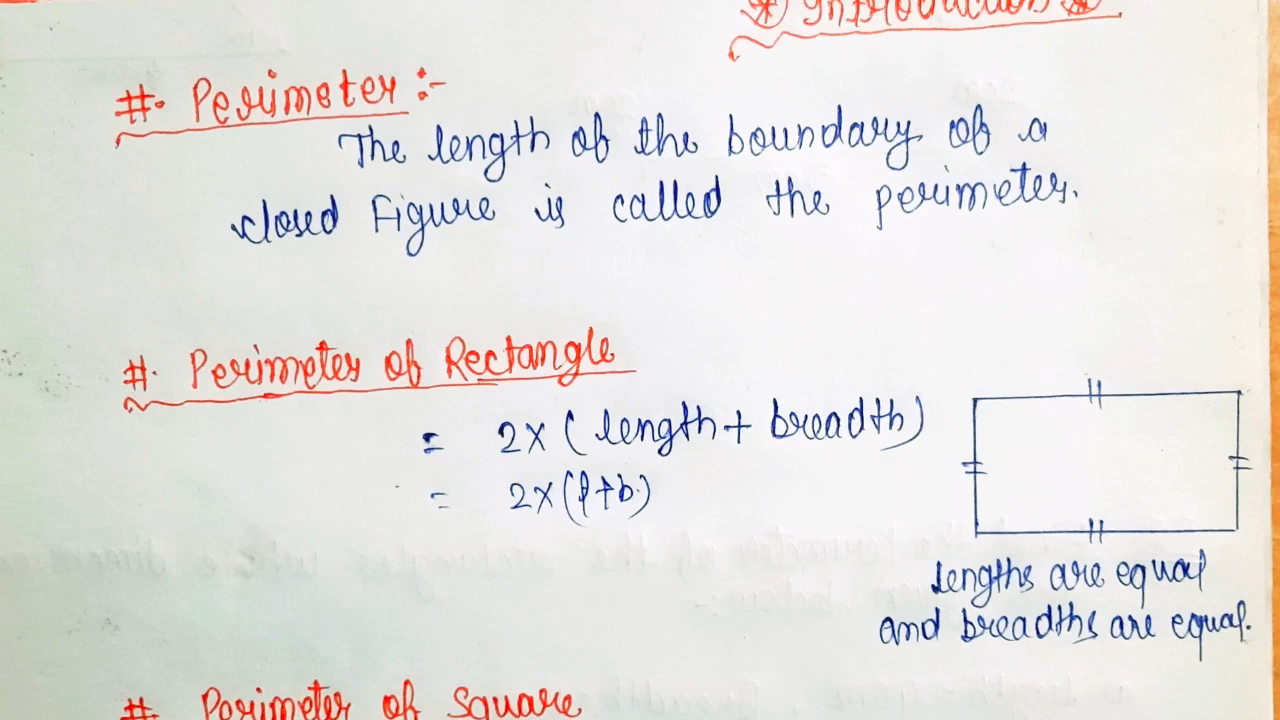 * Introduction *
#. Perimeter :-
The length of the boundary of a
closed Figure is called the perimeter.
#. Perimeter of Rectangle
= 2x ( length + breadth)
= 2x (l+b)
lengths are equal
and breadths are equal.
# Perimeter of Square